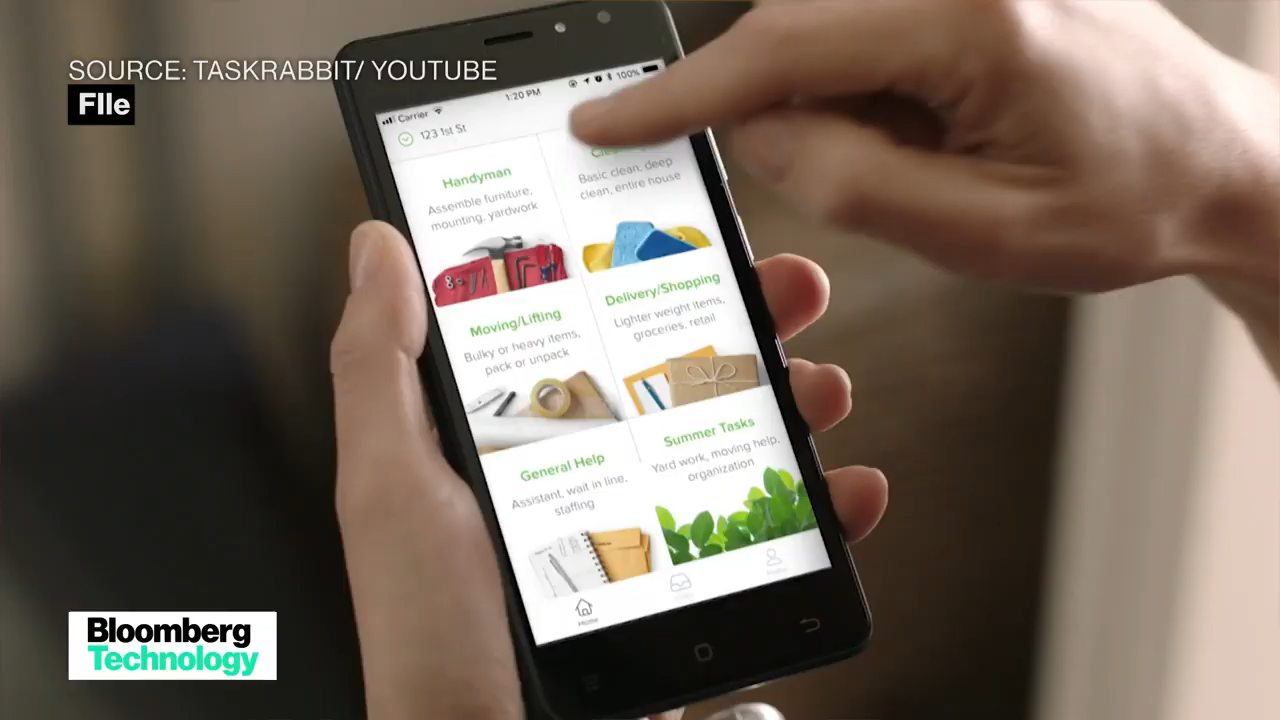 SOURCE: TASKRABBIT/ YOUTUBE
FIle
Carrier
1:20 PM
100%
123 1st St
Handyman
Assemble furniture,
mounting, yardwork
Basic clean, deep
clean, entire house
Moving/Lifting
Bulky or heavy items,
pack or unpack
Delivery/Shopping
Lighter weight items,
groceries, retail
General Help
Assistant, wait in line,
staffing
Summer Tasks
Yard work, moving help,
organization
Home
Bloomberg
Technology